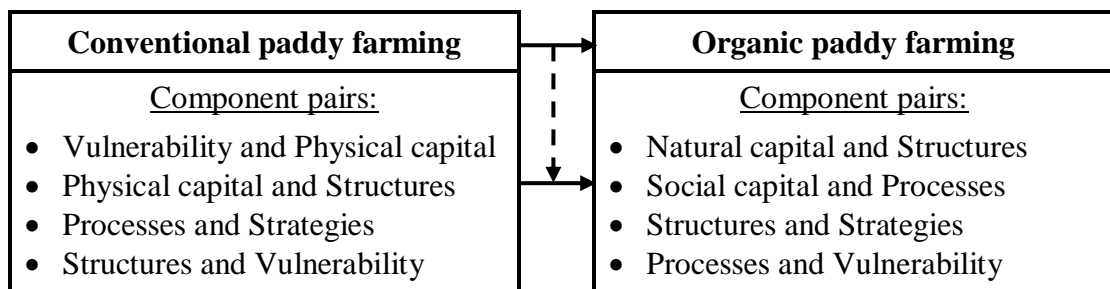 Conventional paddy farming
Component pairs:
• Vulnerability and Physical capital
• Physical capital and Structures
• Processes and Strategies
• Structures and Vulnerability
Organic paddy farming
Component pairs:
• Natural capital and Structures
• Social capital and Processes
• Structures and Strategies
• Processes and Vulnerability